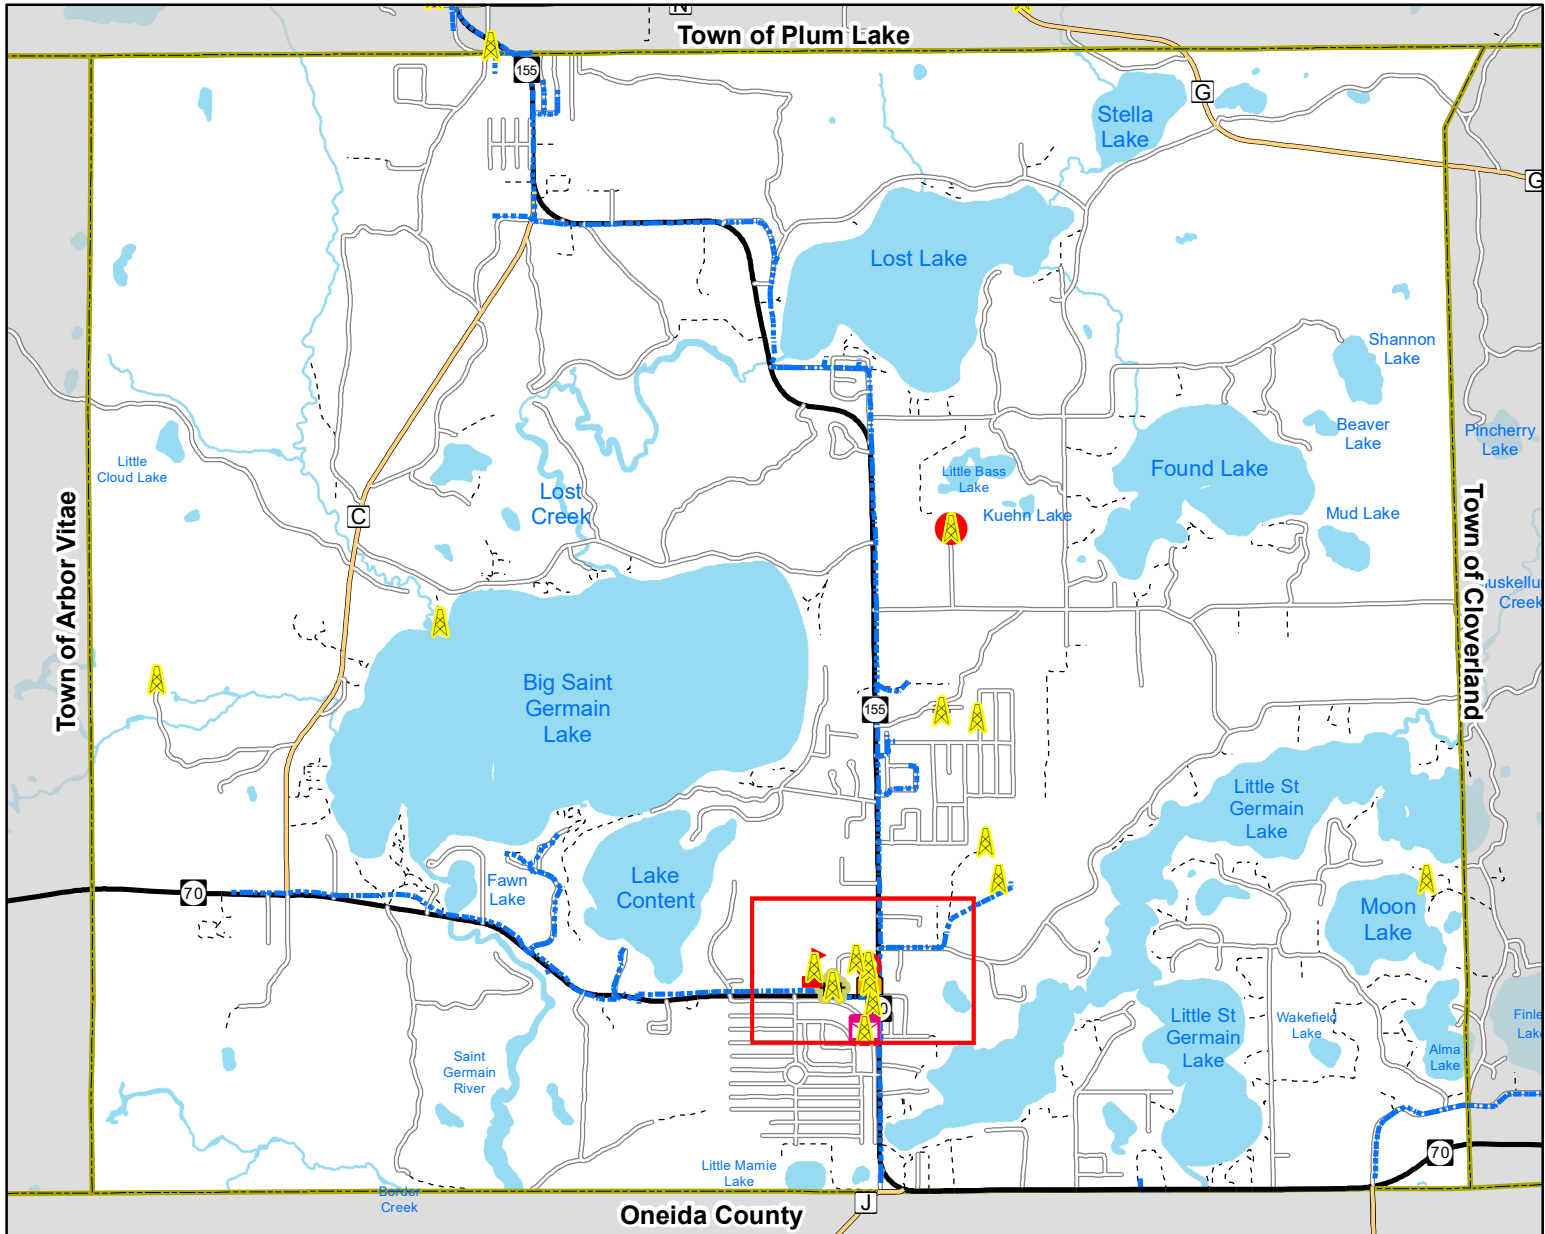 N
Town of Plum Lake
155
G
Stella
Lake
G
Lost Lake
Shannon
Lake
Beaver
Lake
Pincherry
Lake
Little
Cloud Lake
Little Bass
Lake
Found Lake
Lost
Creek
C
Kuehn Lake
Mud Lake
Town of Arbor Vitae
Town of Cloverland
Creek
Big Saint
Germain
Lake
155
Little St
Germain
Lake
70
Fawn
Lake
Lake
Content
Moon
Lake
Little St
Germain
Lake
Wakefield
Lake
Alma
Lake
Saint
Germain
River
70
Little Mamie
Lake
Border
Creek
J
Oneida County